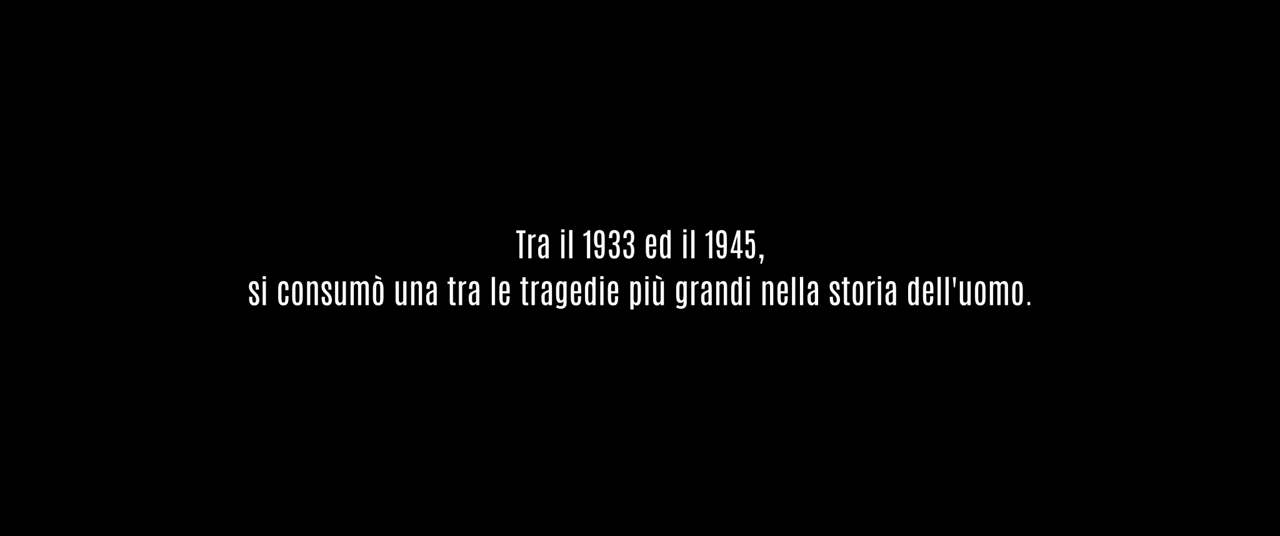 Tra il 1933 ed il 1945,
si consumò una tra le tragedie più grandi nella storia dell'uomo.